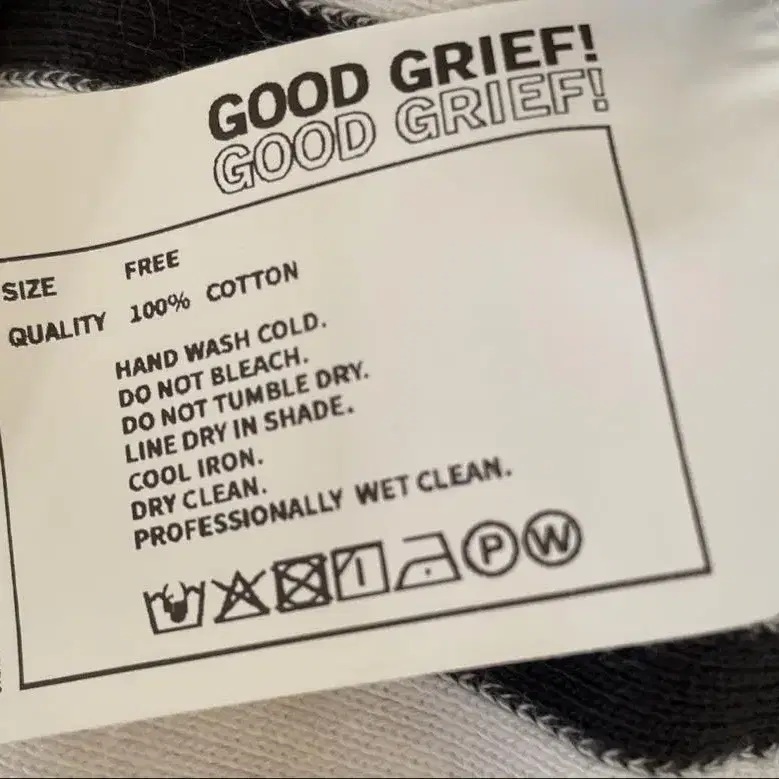 GOOD GRIEF!
GOOD GRIEF!
SIZE FREE
QUALITY 100% COTTON
HAND WASH COLD.
DO NOT BLEACH.
DO NOT TUMBLE DRY.
LINE DRY IN SHADE.
COOL IRON.
DRY CLEAN.
PROFESSIONALLY WET CLEAN.
P W